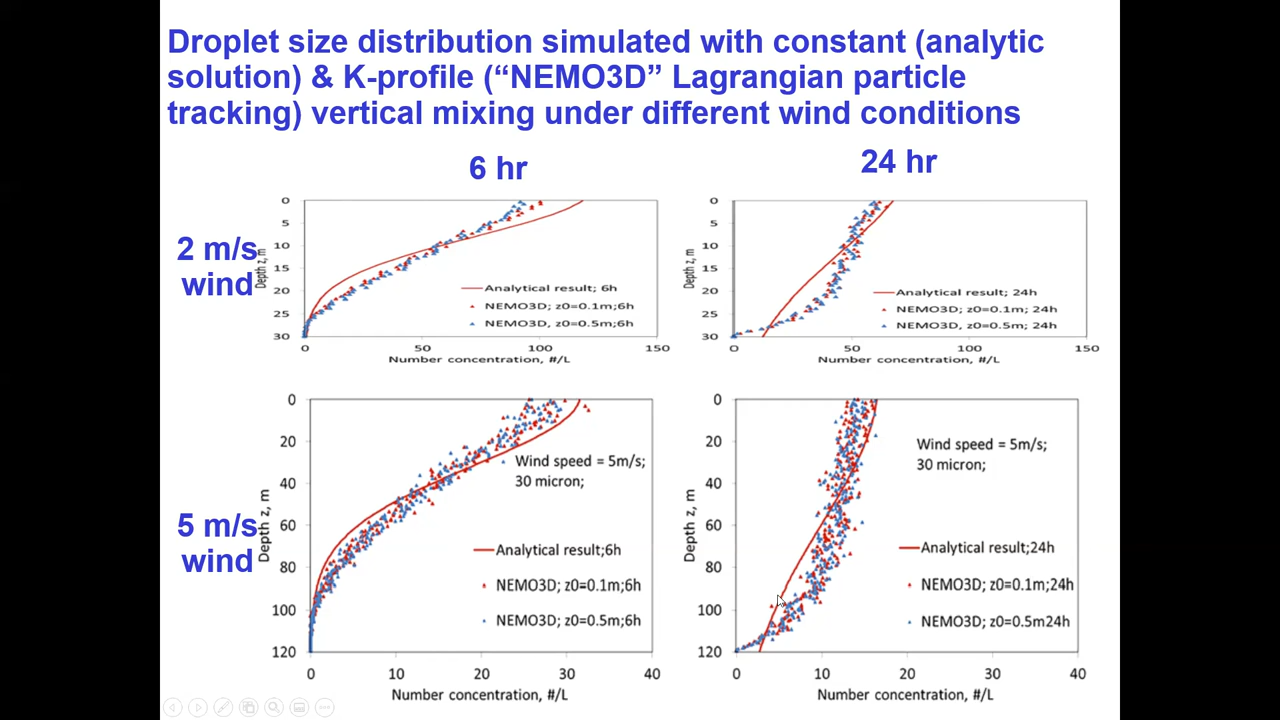 Droplet size distribution simulated with constant (analytic
solution) & K-profile (“NEMO3D” Lagrangian particle
tracking) vertical mixing under different wind conditions
6 hr
24 hr
2 m/s
wind
0
5
10
15
20
25
30
Depth z, m
Analytical result; 6h
NEMO3D; z0=0.1m;6h
NEMO3D, z0=0.5m;6h
0
50
100
150
Number concentration, #/L
0
5
10
15
20
25
30
Depth z, m
Analytical result; 24h
NEMO3D; z0=0.1m; 24h
NEMO3D, z0=0.5m; 24h
0
50
100
150
Number concentration, #/L
5 m/s
wind
0
20
40
60
80
100
120
Depth z, m
Wind speed = 5m/s;
30 micron;
Analytical result;6h
NEMO3D; z0=0.1m;6h
NEMO3D; z0=0.5m;6h
0
10
20
30
40
Number concentration, #/L
0
20
40
60
80
100
120
Depth z, m
Wind speed = 5m/s;
30 micron;
Analytical result;24h
NEMO3D; z0=0.1m;24h
NEMO3D; z0=0.5m24h
0
10
20
30
40
Number concentration, #/L